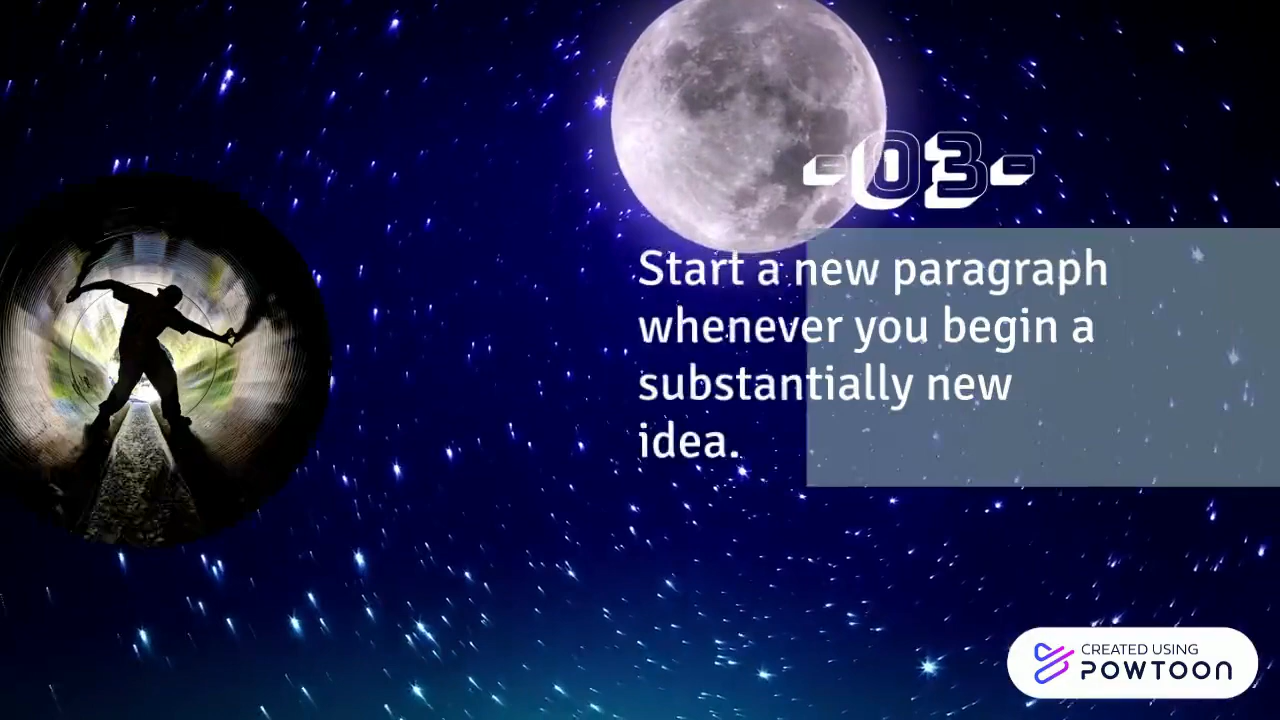 -03-
Start a new paragraph
whenever you begin a
substantially new
idea.
CREATED USING
POWTOON